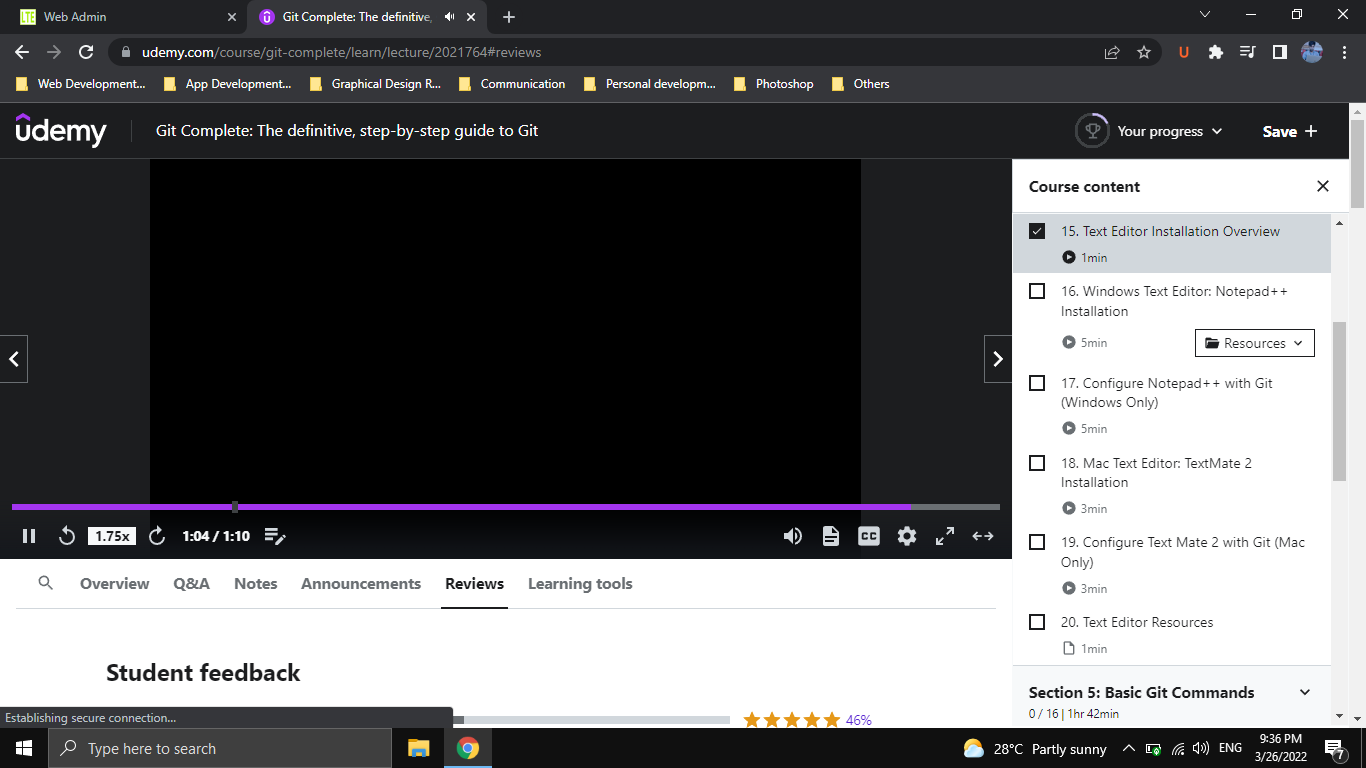 LTE
Web Admin
Git Complete: The definitive,
udemy.com/course/git-complete/learn/lecture/2021764#reviews
U
Web Development...
App Development...
Graphical Design R...
Communication
Personal developm...
Photoshop
Others
udemy
Git Complete: The definitive, step-by-step guide to Git
Your progress
Save +
Course content
15. Text Editor Installation Overview
1min
16. Windows Text Editor: Notepad++
Installation
5min
Resources
17. Configure Notepad++ with Git
(Windows Only)
5min
18. Mac Text Editor: TextMate 2
Installation
3min
19. Configure Text Mate 2 with Git (Mac
Only)
3min
20. Text Editor Resources
1min
Section 5: Basic Git Commands
0 / 16 | 1hr 42min
1.75x
1:04 / 1:10
CC
Overview
Q&A
Notes
Announcements
Reviews
Learning tools
Student feedback
46%
Establishing secure connection...
Type here to search
28°C Partly sunny
ENG
9:36 PM
3/26/2022
7